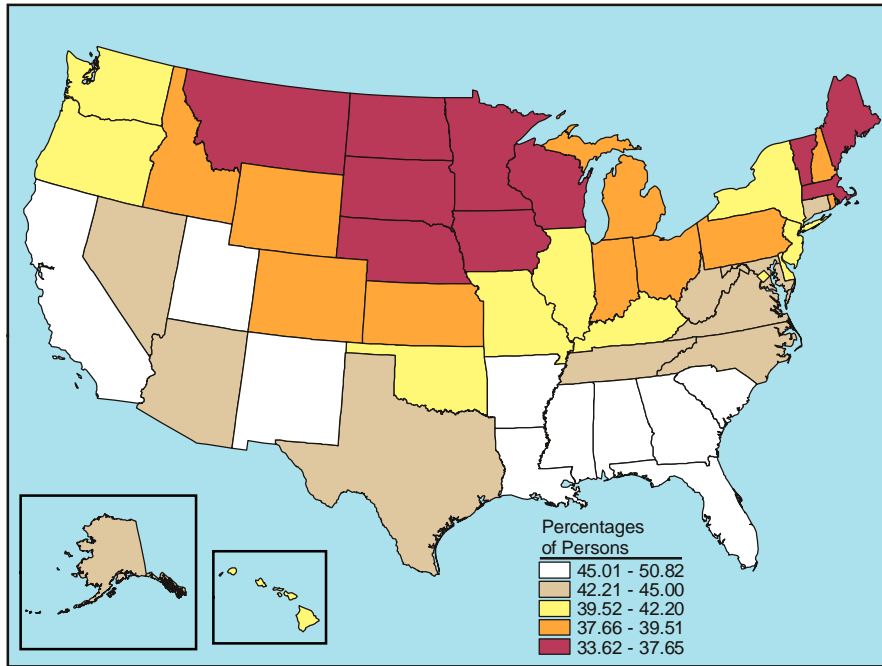 Percentages
of Persons
45.01 - 50.82
42.21 - 45.00
39.52 - 42.20
37.66 - 39.51
33.62 - 37.65